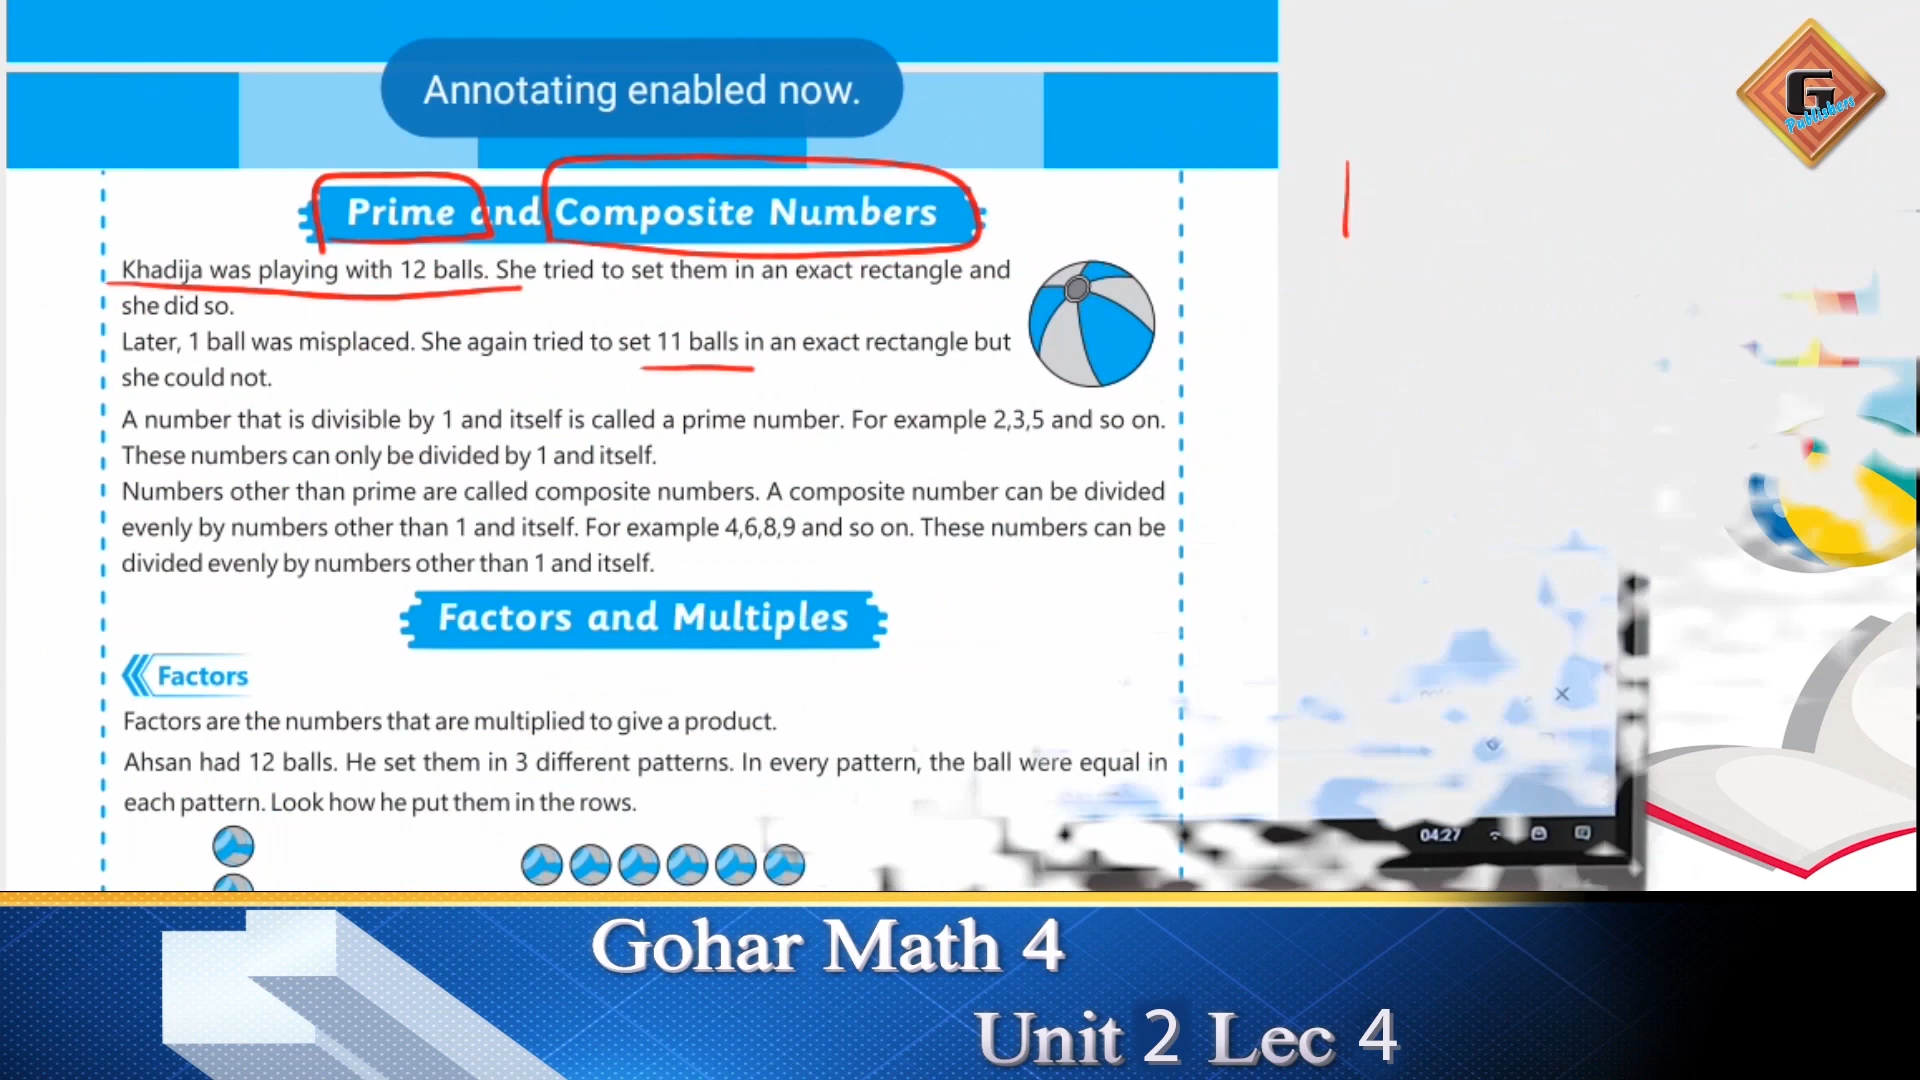 Annotating enabled now.
G
Publishers
Prime and Composite Numbers
Khadija was playing with 12 balls. She tried to set them in an exact rectangle and
she did so.
Later, 1 ball was misplaced. She again tried to set 11 balls in an exact rectangle but
she could not.
A number that is divisible by 1 and itself is called a prime number. For example 2,3,5 and so on.
These numbers can only be divided by 1 and itself.
Numbers other than prime are called composite numbers. A composite number can be divided
evenly by numbers other than 1 and itself. For example 4,6,8,9 and so on. These numbers can be
divided evenly by numbers other than 1 and itself.
Factors and Multiples
Factors
Factors are the numbers that are multiplied to give a product.
Ahsan had 12 balls. He set them in 3 different patterns. In every pattern, the ball were equal in
each pattern. Look how he put them in the rows.
04:27
Gohar Math 4
Unit 2 Lec 4